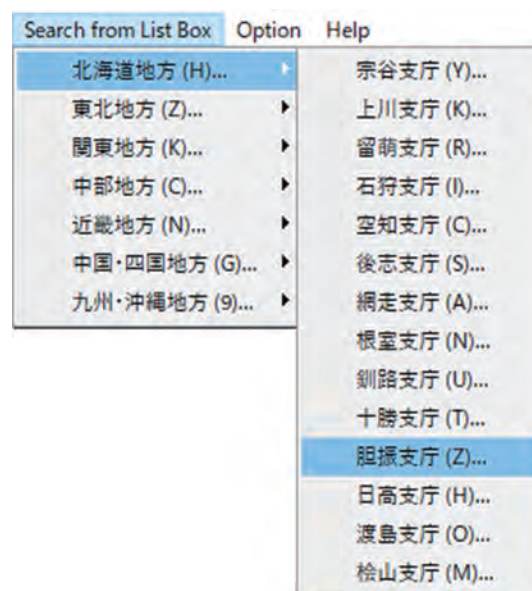 Search from List Box Option Help
北海道地方 (H)...
東北地方 (Z)...
関東地方 (K)...
中部地方 (C)...
近畿地方 (N)...
中国･四国地方 (G)...
九州･沖縄地方 (9)...
宗谷支庁 (Y)...
上川支庁 (K)...
留萌支庁 (R)...
石狩支庁 (I)...
空知支庁 (C)...
後志支庁 (S)...
網走支庁 (A)...
根室支庁 (N)...
釧路支庁 (U)...
十勝支庁 (T)...
胆振支庁 (Z)...
日高支庁 (H)...
渡島支庁 (O)...
桧山支庁 (M)...